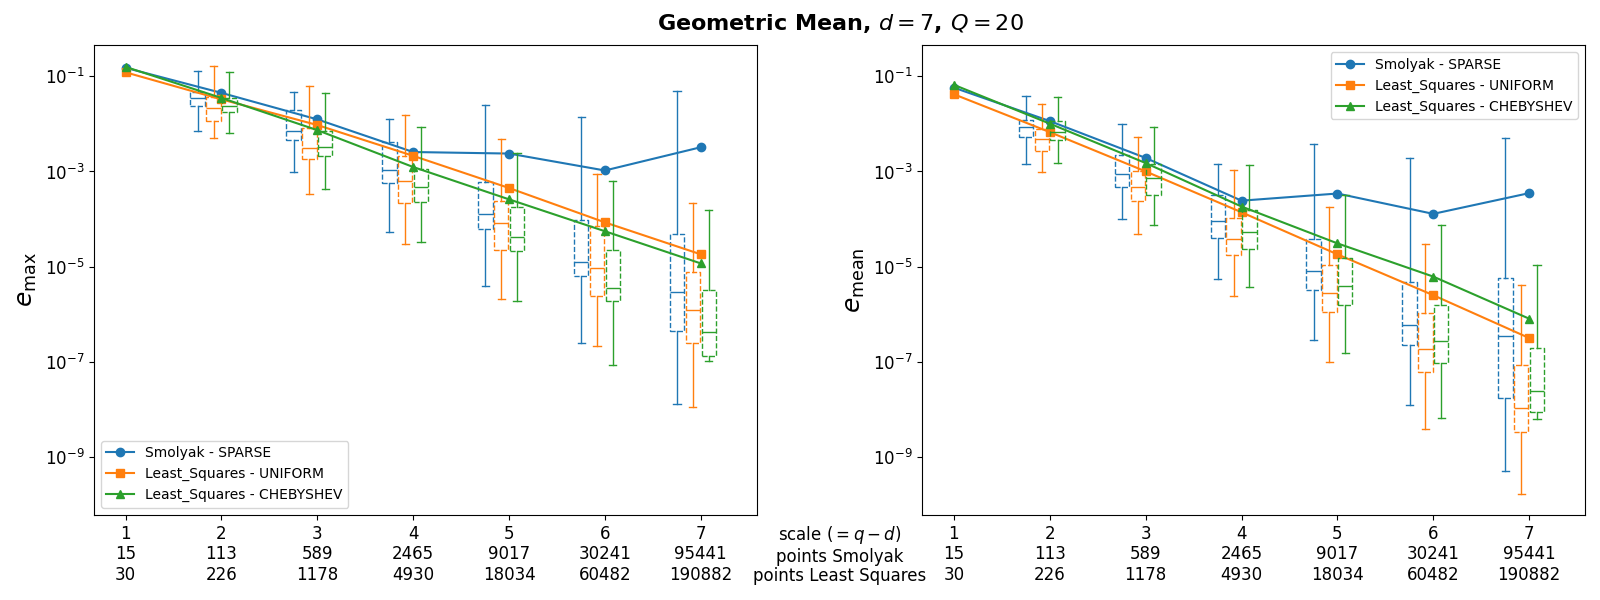 Geometric Mean, d = 7, Q = 20
10⁻¹
10⁻³
10⁻⁵
10⁻⁷
10⁻⁹
e_max
Smolyak - SPARSE
Least_Squares - UNIFORM
Least_Squares - CHEBYSHEV
1 2 3 4 5 6 7
15 113 589 2465 9017 30241 95441
30 226 1178 4930 18034 60482 190882
scale (= q − d)
points Smolyak
points Least Squares
10⁻¹
10⁻³
10⁻⁵
10⁻⁷
10⁻⁹
e_mean
Smolyak - SPARSE
Least_Squares - UNIFORM
Least_Squares - CHEBYSHEV
1 2 3 4 5 6 7
15 113 589 2465 9017 30241 95441
30 226 1178 4930 18034 60482 190882